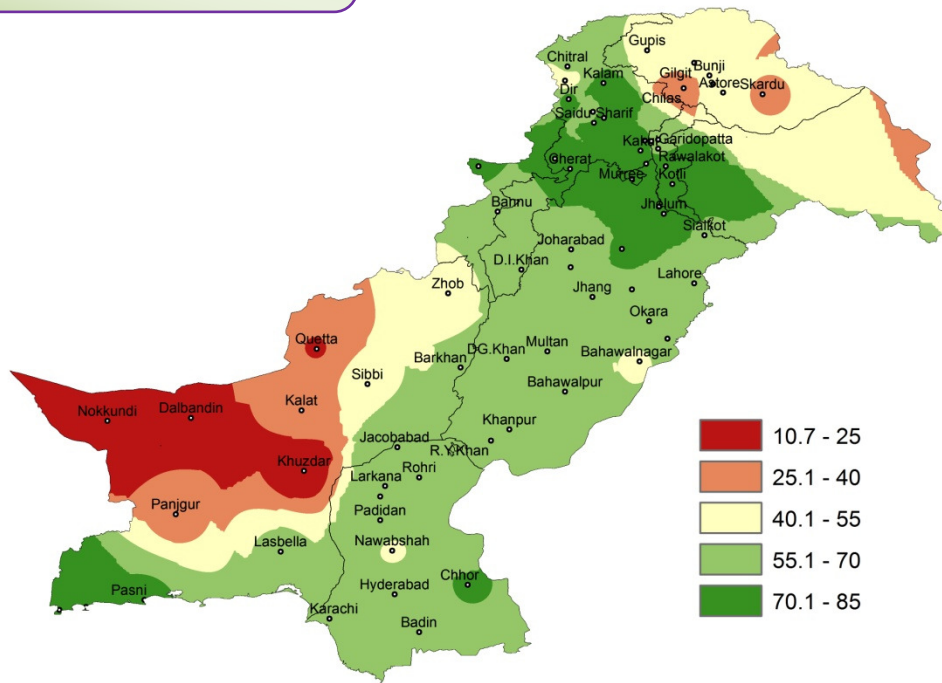 Gupis
Chitral
Bunji
Kalam
Gilgit
Astore
Skardu
Dir
Chilas
Saidu Sharif
Garidopatta
Kakul
Cherat
Rawalakot
Murree
Kotli
Bannu
Jhelum
Sialkot
Joharabad
D.I.Khan
Lahore
Zhob
Jhang
Okara
Quetta
Multan
DG.Khan
Barkhan
Bahawalnagar
Sibbi
Bahawalpur
Kalat
Dalbandin
Nokkundi
Khanpur
Jacobabad
R.Y.Khan
Khuzdar
Rohri
Larkana
Panjgur
Padidan
Lasbella
Nawabshah
Chhor
Pasni
Hyderabad
Karachi
Badin
10.7 - 25
25.1 - 40
40.1 - 55
55.1 - 70
70.1 - 85